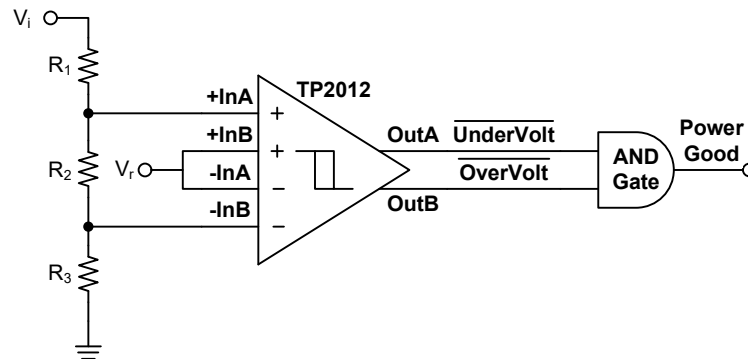 Vi
R1
R2
R3
Vr
TP2012
+InA
+InB
-InA
-InB
+
+
−
−
OutA
UnderVolt
OverVolt
OutB
AND
Gate
Power
Good